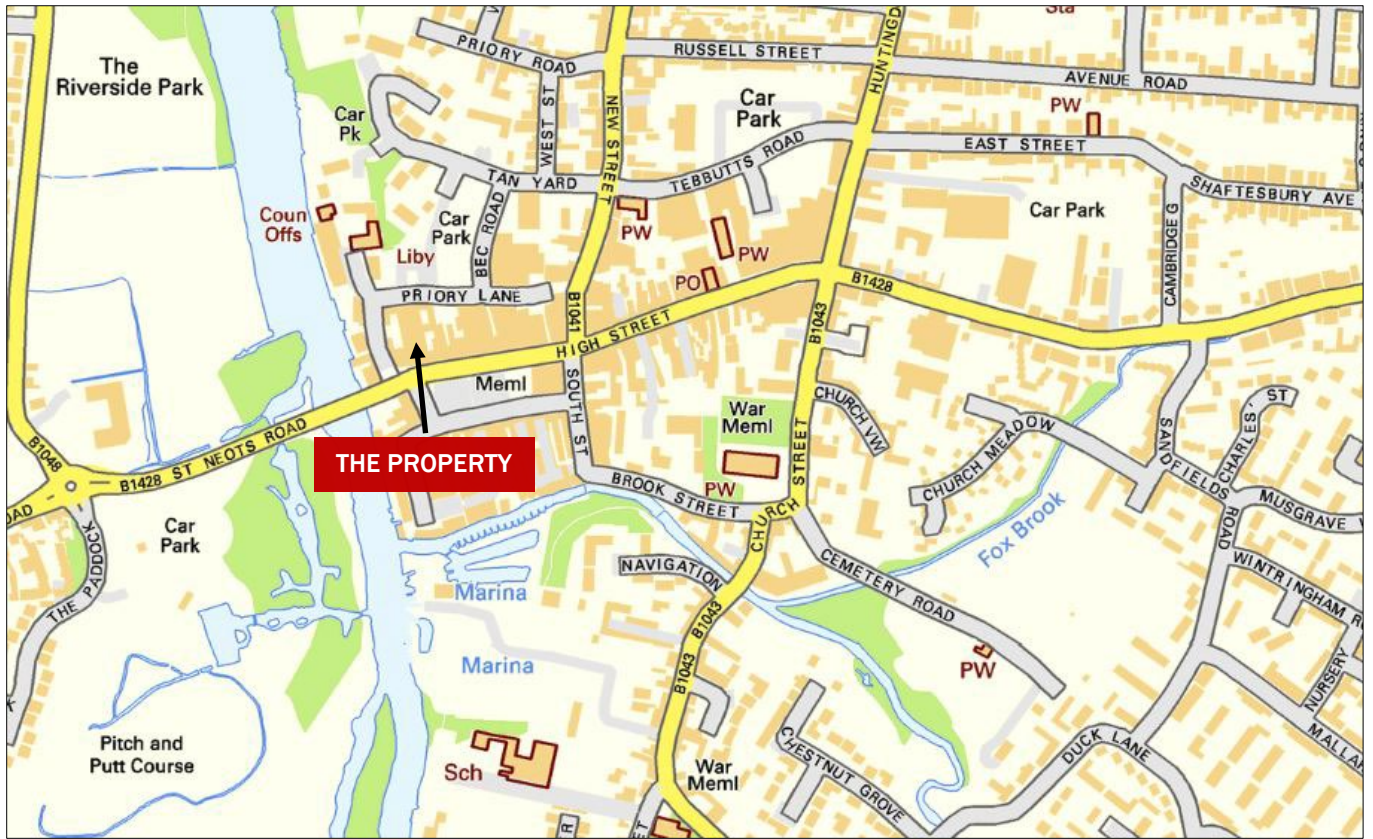 Sta
The
Riverside Park
PRIORY ROAD
RUSSELL STREET
HUNTINGD
AVENUE ROAD
Car
Pk
WEST ST
NEW STREET
Car
Park
PW
TEBBUTTS ROAD
EAST STREET
TAN YARD
SHAFTESBURY AVE
Coun
Offs
Liby
Car
Park
BEC ROAD
PW
PW
PO
Car Park
CAMBRIDGE G
PRIORY LANE
B1041
HIGH STREET
B1428
B1043
Meml
SOUTH ST
War
Meml
CHURCH VW
CHURCH STREET
CHURCH MEADOW
SANDFIELDS ROAD
CHARLES' ST
MUSGRAVE
THE PROPERTY
B1048
B1428 ST NEOTS ROAD
OAD
BROOK STREET
PW
Fox Brook
Car
Park
THE PADDOCK
NAVIGATION
CEMETERY ROAD
WINTRINGHAM R
Marina
Marina
B1043
B1043
PW
NURSERY
MALLAR
Pitch and
Putt Course
Sch
War
Meml
CHESTNUT GROVE
DUCK LANE